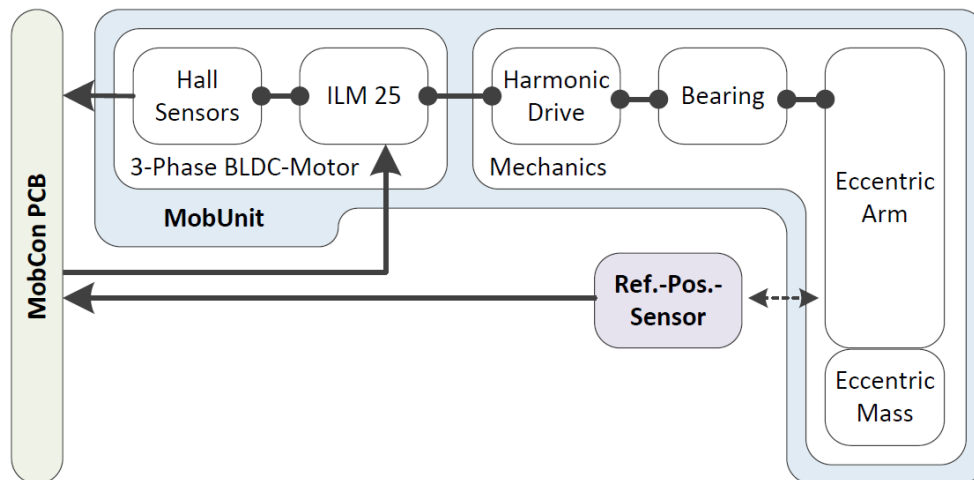 MobCon PCB
Hall
Sensors
ILM 25
3-Phase BLDC-Motor
MobUnit
Harmonic
Drive
Bearing
Mechanics
Eccentric
Arm
Ref.-Pos.-
Sensor
Eccentric
Mass